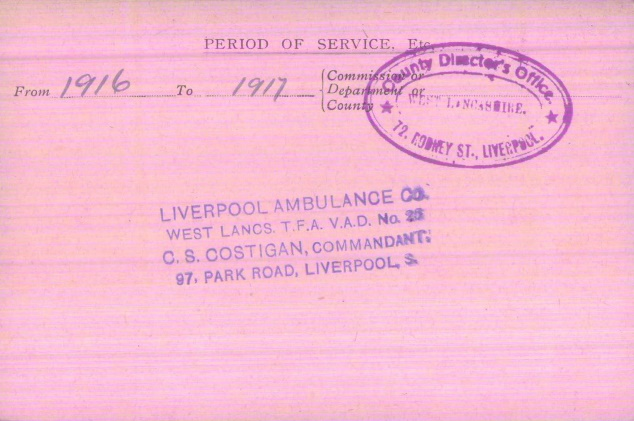 PERIOD OF SERVICE, Etc.
From 1916 To 1917 Commission or
Department or
County
County Director's Office.
WEST LANCASHIRE.
72, RODNEY ST., LIVERPOOL.
LIVERPOOL AMBULANCE CO.
WEST LANCS. T.F.A. V.A.D. No.
C. S. COSTIGAN, COMMANDANT.
97, PARK ROAD, LIVERPOOL, S.